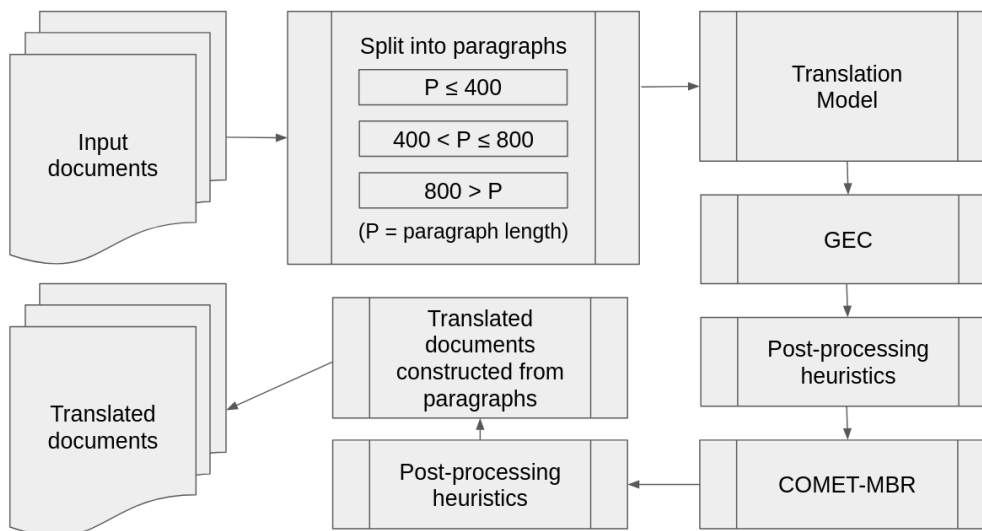 Input
documents
Split into paragraphs
P ≤ 400
400 < P ≤ 800
800 > P
(P = paragraph length)
Translation
Model
GEC
Post-processing
heuristics
COMET-MBR
Post-processing
heuristics
Translated
documents
constructed from
paragraphs
Translated
documents